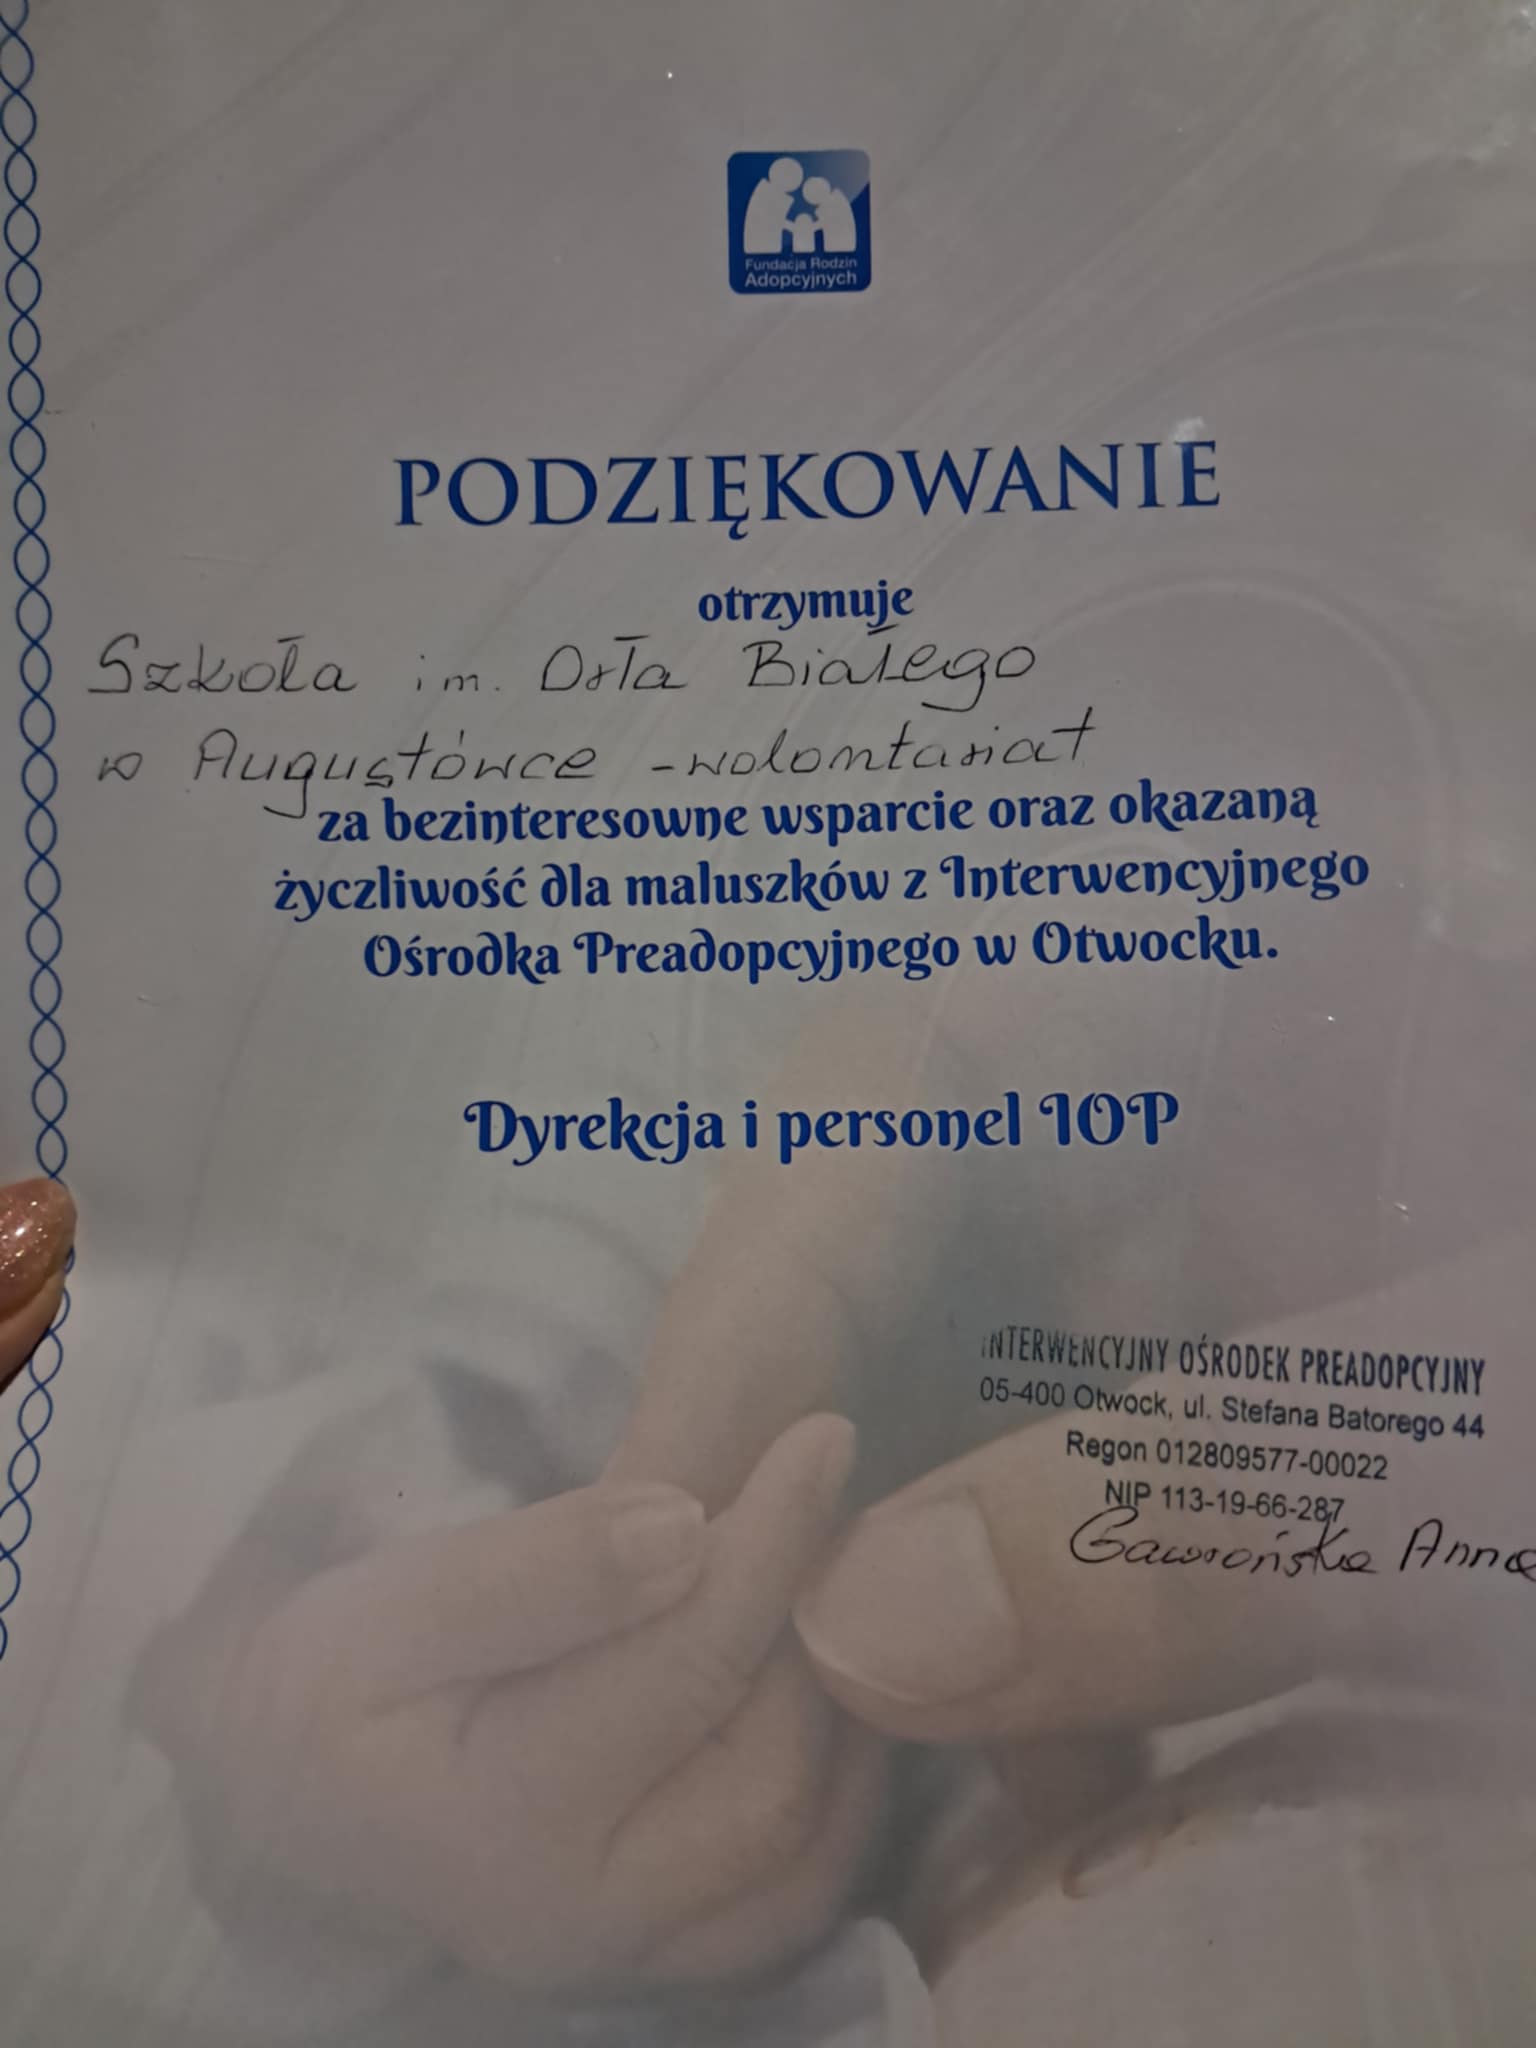 Fundacja Rodzin
Adopcyjnych
PODZIĘKOWANIE
otrzymuje
Szkoła im. Orła Białego
w Augustówce - wolontariat
za bezinteresowne wsparcie oraz okazaną
życzliwość dla maluszków z Interwencyjnego
Ośrodka Preadopcyjnego w Otwocku.
Dyrekcja i personel IOP
INTERWENCYJNY OŚRODEK PREADOPCYJNY
05-400 Otwock, ul. Stefana Batorego 44
Regon 012809577-00022
NIP 113-19-66-287
Gawrońska Anna